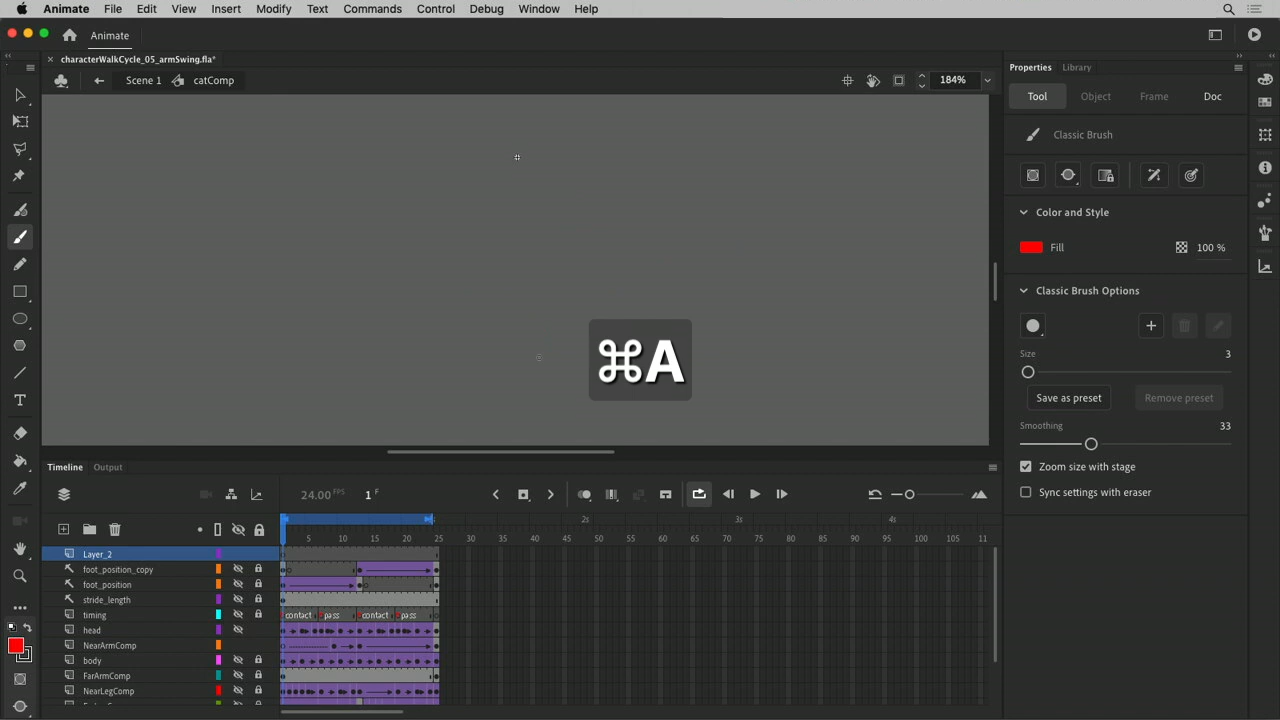 Animate File Edit View Insert Modify Text Commands Control Debug Window Help
Animate
characterWalkCycle_05_armSwing.fla*
Scene 1 catComp 184%
Properties Library
Tool Object Frame Doc
Classic Brush
Color and Style
Fill 100 %
Classic Brush Options
Size 3
Save as preset Remove preset
Smoothing 33
Zoom size with stage
Sync settings with eraser
⌘A
Timeline Output
24.00 FPS 1 F
2s 3s 4s
5 10 15 20 25 30 35 40 45 50 55 60 65 70 75 80 85 90 95 100 105 11
Layer_2
foot_position_copy
foot_position
stride_length
timing contact pass contact pass
head
NearArmComp
body
FarArmComp
NearLegComp